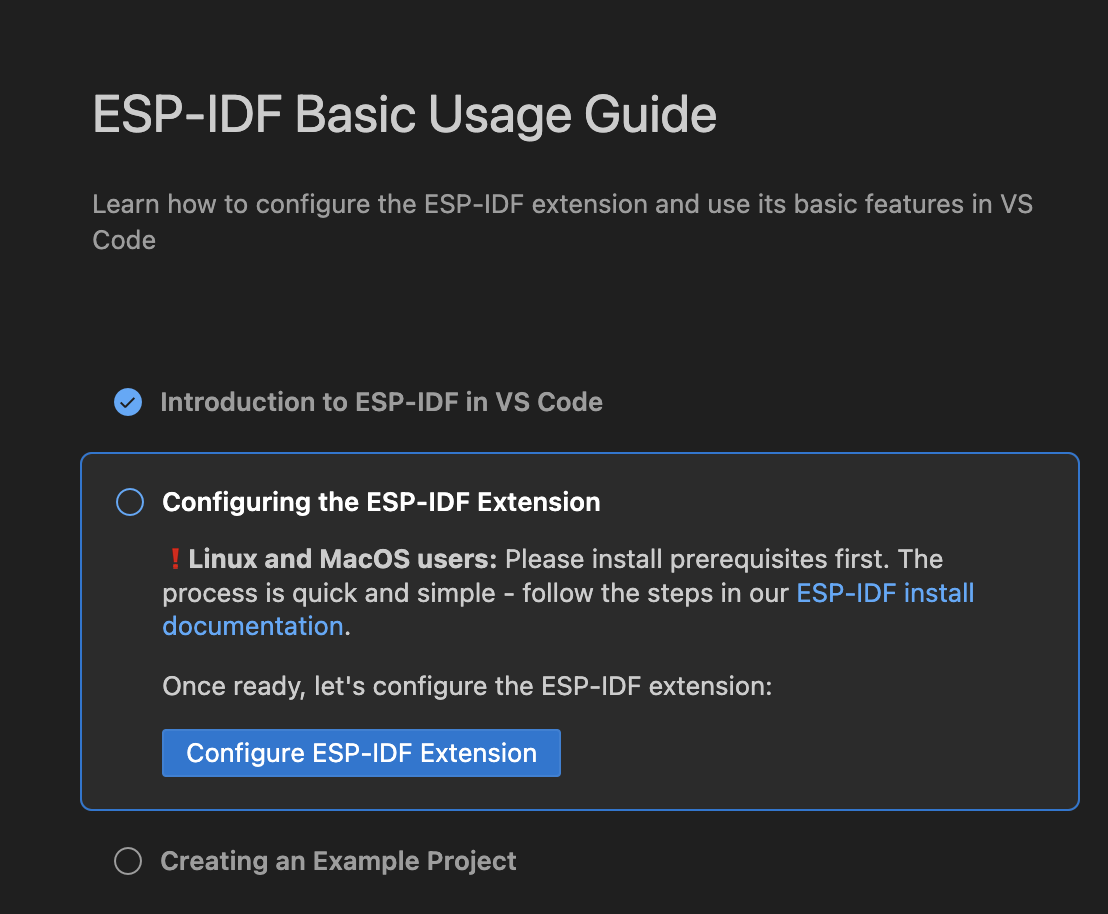 ESP-IDF Basic Usage Guide
Learn how to configure the ESP-IDF extension and use its basic features in VS
Code
Introduction to ESP-IDF in VS Code
Configuring the ESP-IDF Extension
❗Linux and MacOS users: Please install prerequisites first. The
process is quick and simple - follow the steps in our ESP-IDF install
documentation.
Once ready, let's configure the ESP-IDF extension:
Configure ESP-IDF Extension
Creating an Example Project